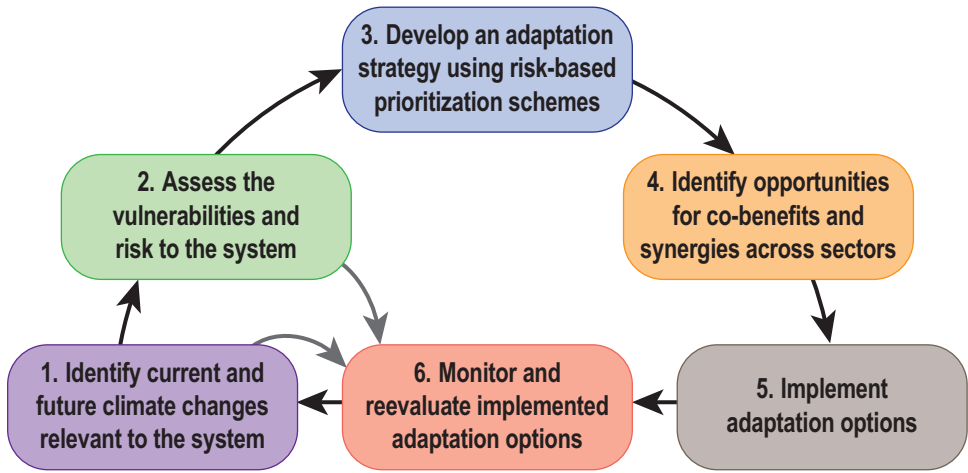 3. Develop an adaptation
strategy using risk-based
prioritization schemes
2. Assess the
vulnerabilities and
risk to the system
4. Identify opportunities
for co-benefits and
synergies across sectors
1. Identify current and
future climate changes
relevant to the system
6. Monitor and
reevaluate implemented
adaptation options
5. Implement
adaptation options